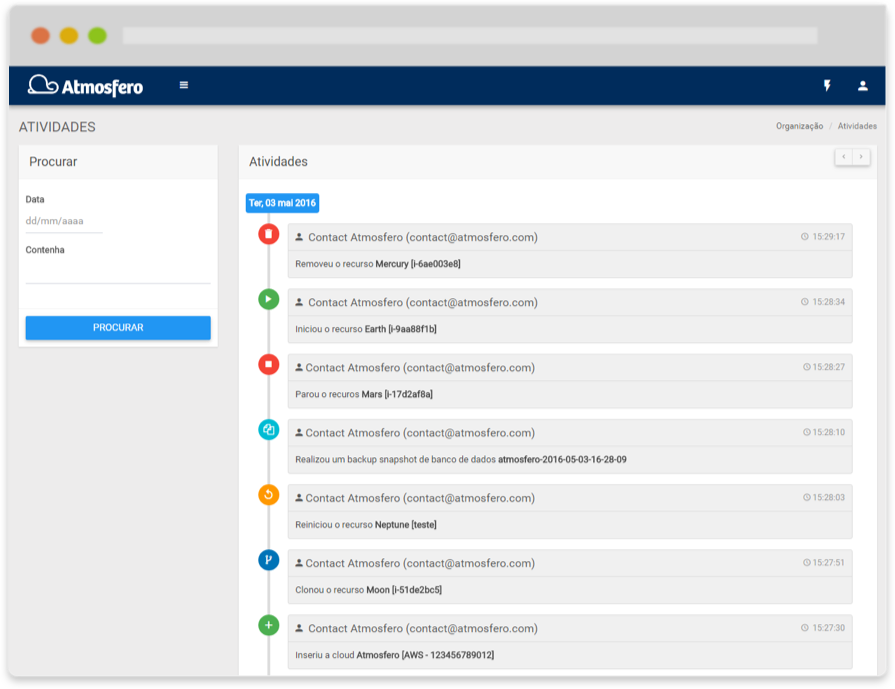 Atmosfero
ATIVIDADES
Organização / Atividades
Procurar
Data
dd/mm/aaaa
Contenha
PROCURAR
Atividades
Ter, 03 mai 2016
Contact Atmosfero (contact@atmosfero.com) 15:29:17
Removeu o recurso Mercury [i-6ae003e8]
Contact Atmosfero (contact@atmosfero.com) 15:28:34
Iniciou o recurso Earth [i-9aa88f1b]
Contact Atmosfero (contact@atmosfero.com) 15:28:27
Parou o recuros Mars [i-17d2af8a]
Contact Atmosfero (contact@atmosfero.com) 15:28:10
Realizou um backup snapshot de banco de dados atmosfero-2016-05-03-16-28-09
Contact Atmosfero (contact@atmosfero.com) 15:28:03
Reiniciou o recurso Neptune [teste]
Contact Atmosfero (contact@atmosfero.com) 15:27:51
Clonou o recurso Moon [i-51de2bc5]
Contact Atmosfero (contact@atmosfero.com) 15:27:30
Inseriu a cloud Atmosfero [AWS - 123456789012]